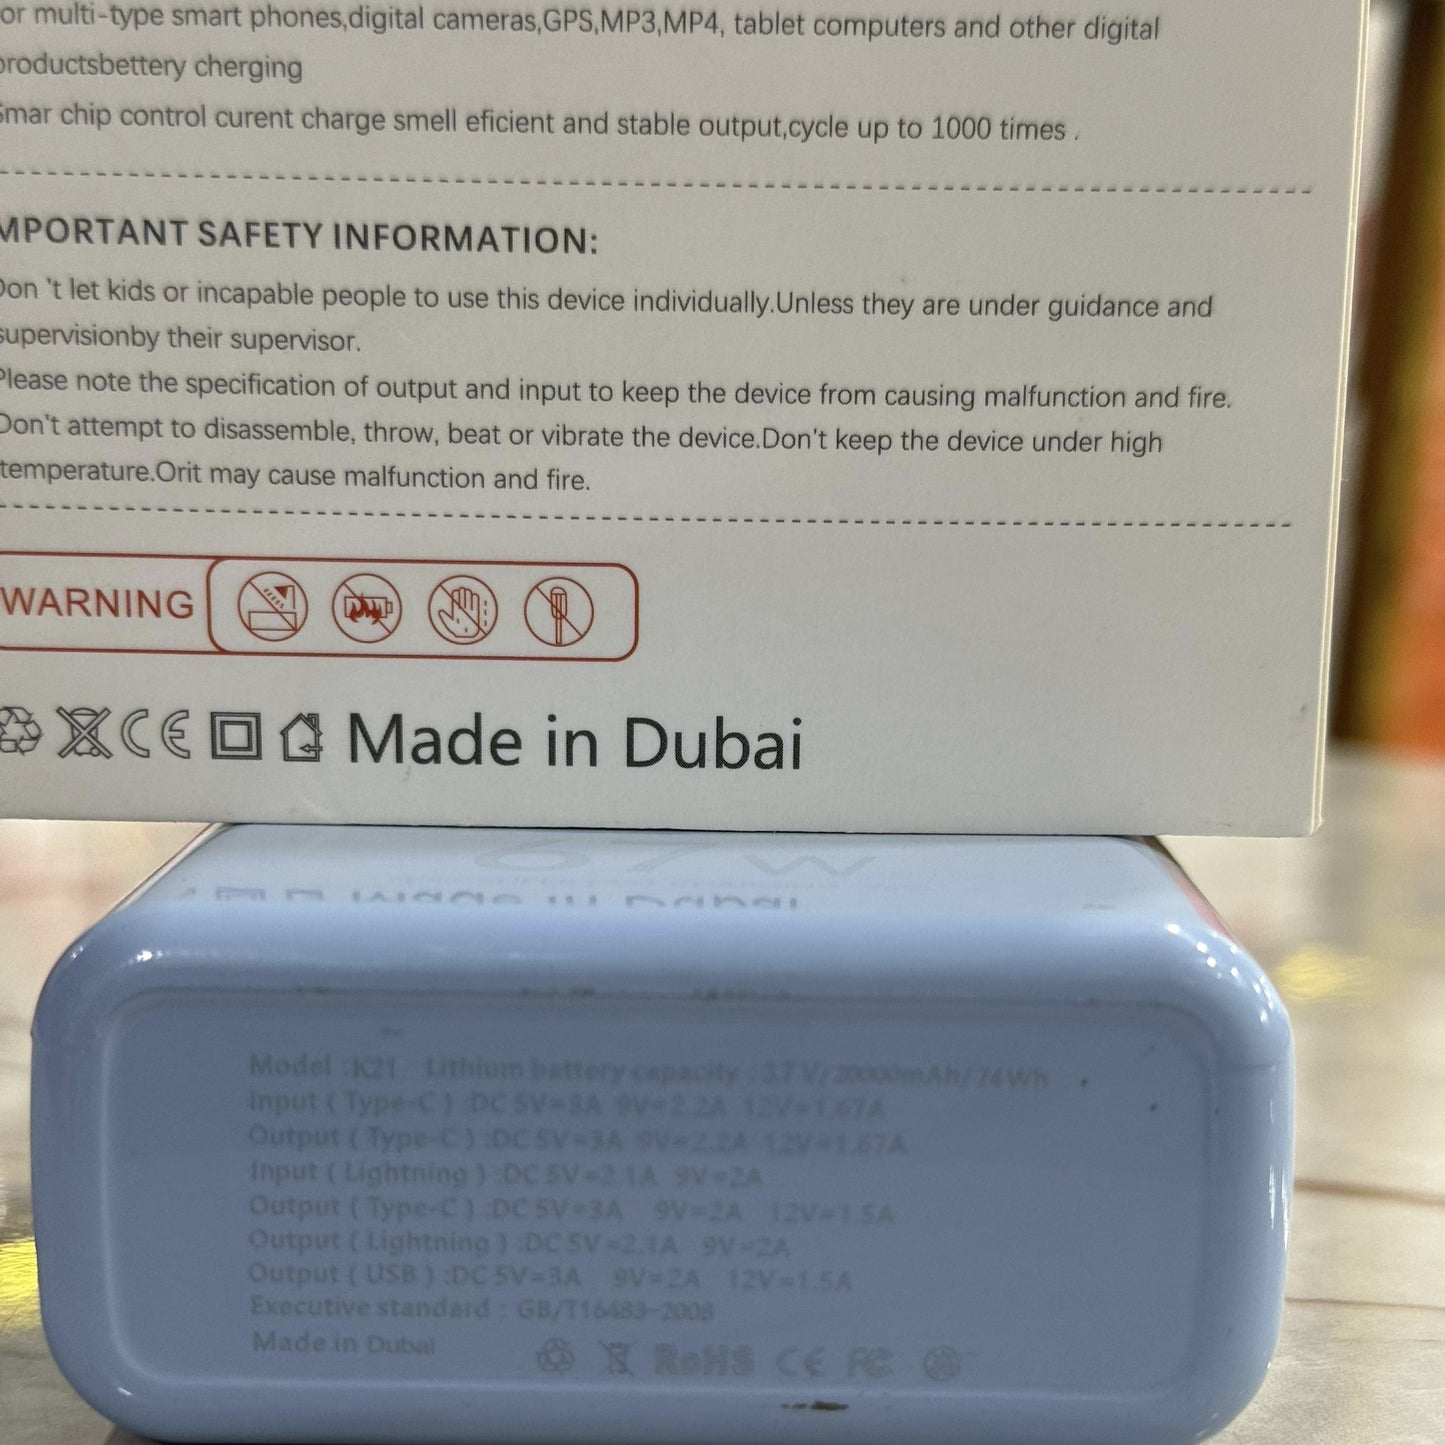 or multi-type smart phones,digital cameras,GPS,MP3,MP4, tablet computers and other digital
productsbettery cherging
Smar chip control curent charge smell eficient and stable output,cycle up to 1000 times .
IMPORTANT SAFETY INFORMATION:
Don 't let kids or incapable people to use this device individually.Unless they are under guidance and
supervisionby their supervisor.
Please note the specification of output and input to keep the device from causing malfunction and fire.
Don't attempt to disassemble, throw, beat or vibrate the device.Don't keep the device under high
temperature.Orit may cause malfunction and fire.
WARNING
CE Made in Dubai
67W
Model :K21 Lithium battery capacity : 3.7V/20000mAh/74Wh
Input ( Type-C ) :DC 5V=3A 9V=2.2A 12V=1.67A
Output ( Type-C ) :DC 5V=3A 9V=2.2A 12V=1.67A
Input ( Lightning ) :DC 5V=2.1A 9V=2A
Output ( Type-C ) :DC 5V=3A 9V=2A 12V=1.5A
Output ( Lightning ) :DC 5V=2.1A 9V=2A
Output ( USB ) :DC 5V=3A 9V=2A 12V=1.5A
Executive standard : GB/T16483-2008
Made in Dubai
RoHS CE FC